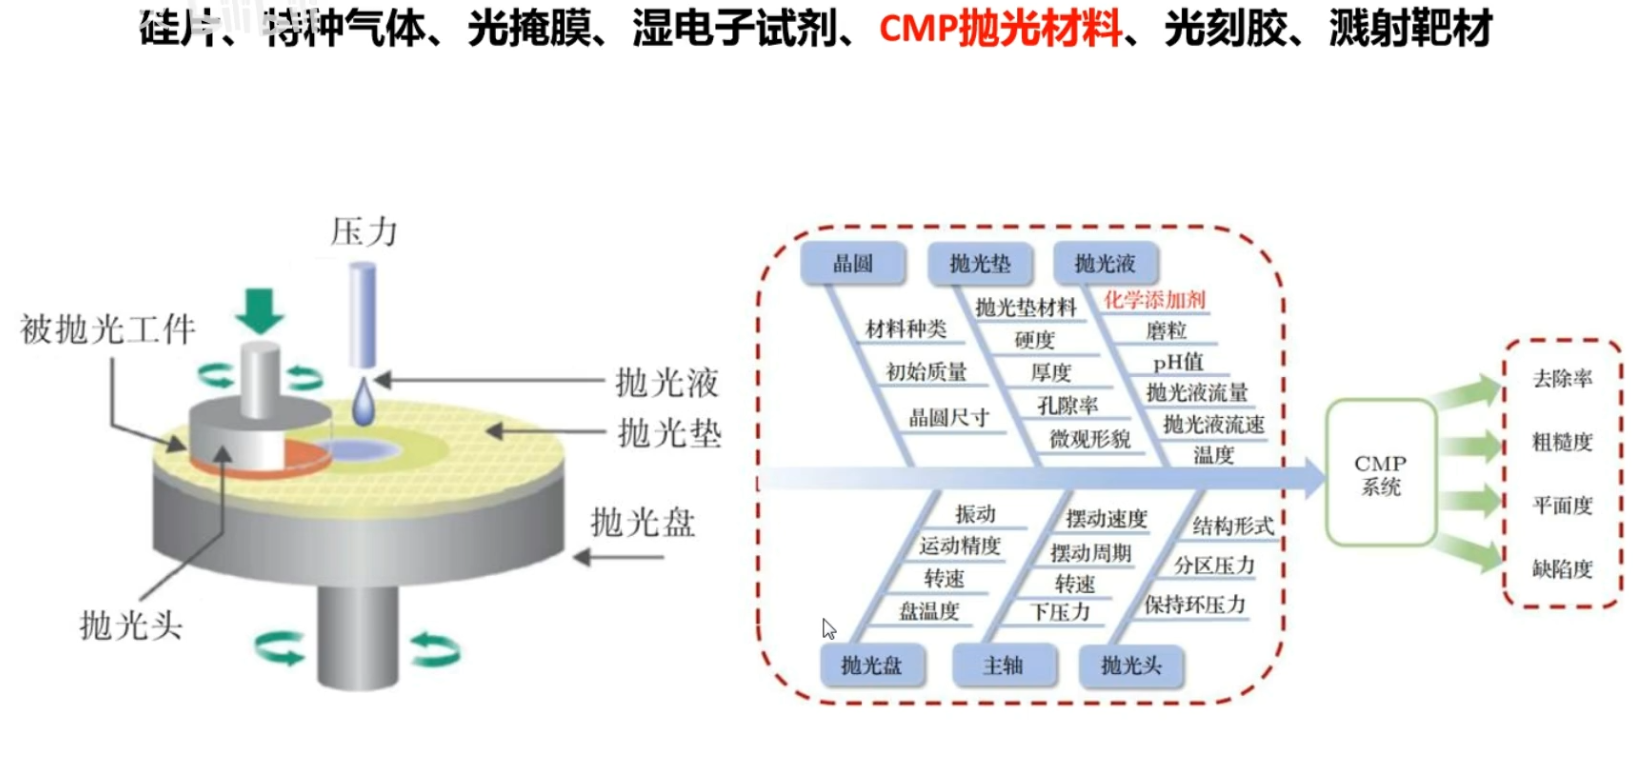 硅片、特种气体、光掩膜、湿电子试剂、CMP抛光材料、光刻胶、溅射靶材
压力
被抛光工件
抛光液
抛光垫
抛光盘
抛光头
晶圆
材料种类
初始质量
晶圆尺寸
抛光垫
抛光垫材料
硬度
厚度
孔隙率
微观形貌
抛光液
化学添加剂
磨粒
pH值
抛光液流量
抛光液流速
温度
振动
运动精度
转速
盘温度
抛光盘
摆动速度
摆动周期
转速
下压力
主轴
结构形式
分区压力
保持环压力
抛光头
CMP
系统
去除率
粗糙度
平面度
缺陷度